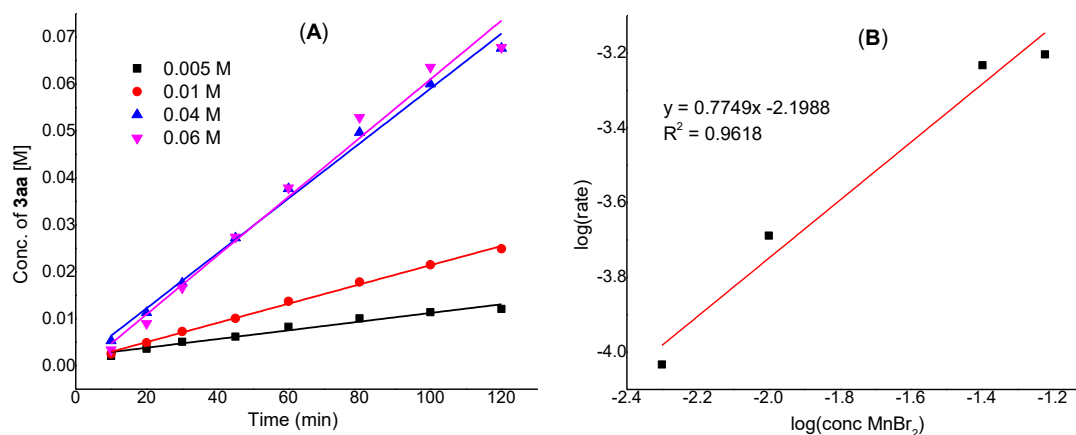 (A)
0.005 M
0.01 M
0.04 M
0.06 M
Conc. of 3aa [M]
0.07
0.06
0.05
0.04
0.03
0.02
0.01
0.00
20 40 60 80 100 120
Time (min)
(B)
y = 0.7749x -2.1988
R² = 0.9618
log(rate)
-3.2
-3.4
-3.6
-3.8
-4.0
-2.4 -2.2 -2.0 -1.8 -1.6 -1.4 -1.2
log(conc MnBr₂)